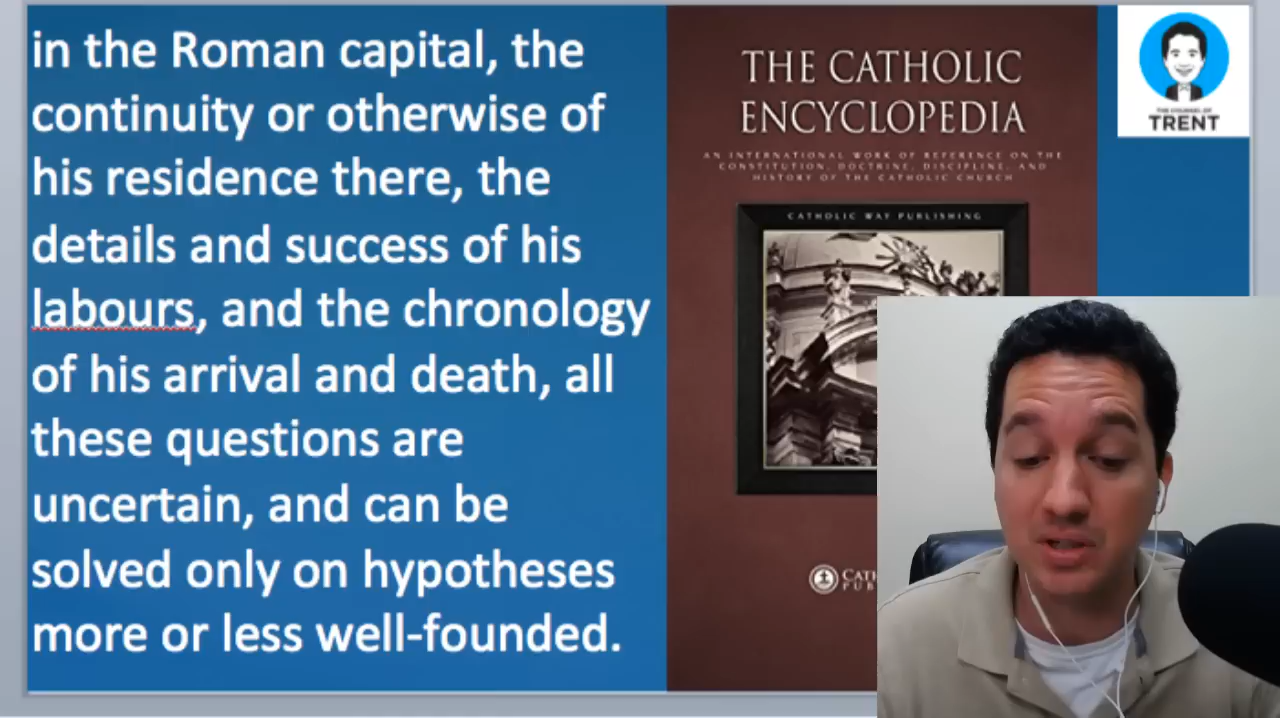 in the Roman capital, the
continuity or otherwise of
his residence there, the
details and success of his
labours, and the chronology
of his arrival and death, all
these questions are
uncertain, and can be
solved only on hypotheses
more or less well-founded.
THE CATHOLIC
ENCYCLOPEDIA
AN INTERNATIONAL WORK OF REFERENCE ON THE
CONSTITUTION, DOCTRINE, DISCIPLINE, AND
HISTORY OF THE CATHOLIC CHURCH
CATHOLIC WAY PUBLISHING
THE COUNSEL OF
TRENT